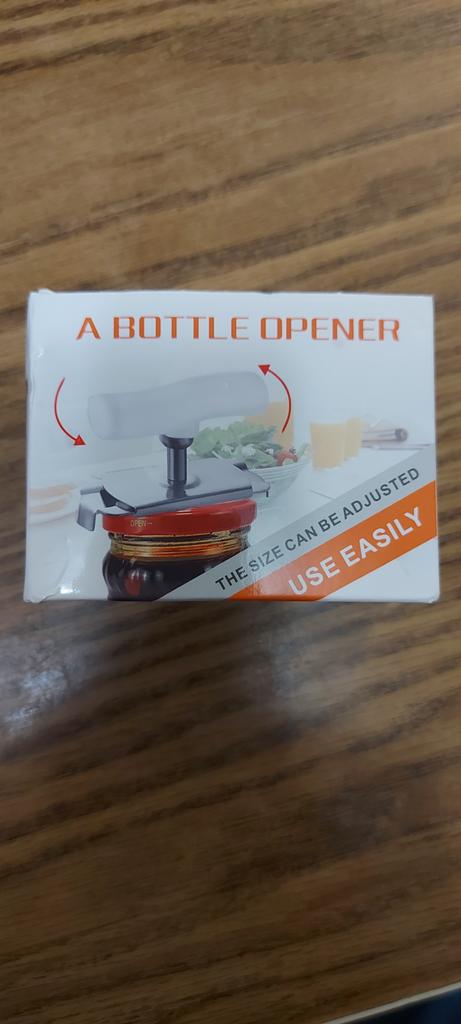 A BOTTLE OPENER
OPEN
THE SIZE CAN BE ADJUSTED
USE EASILY